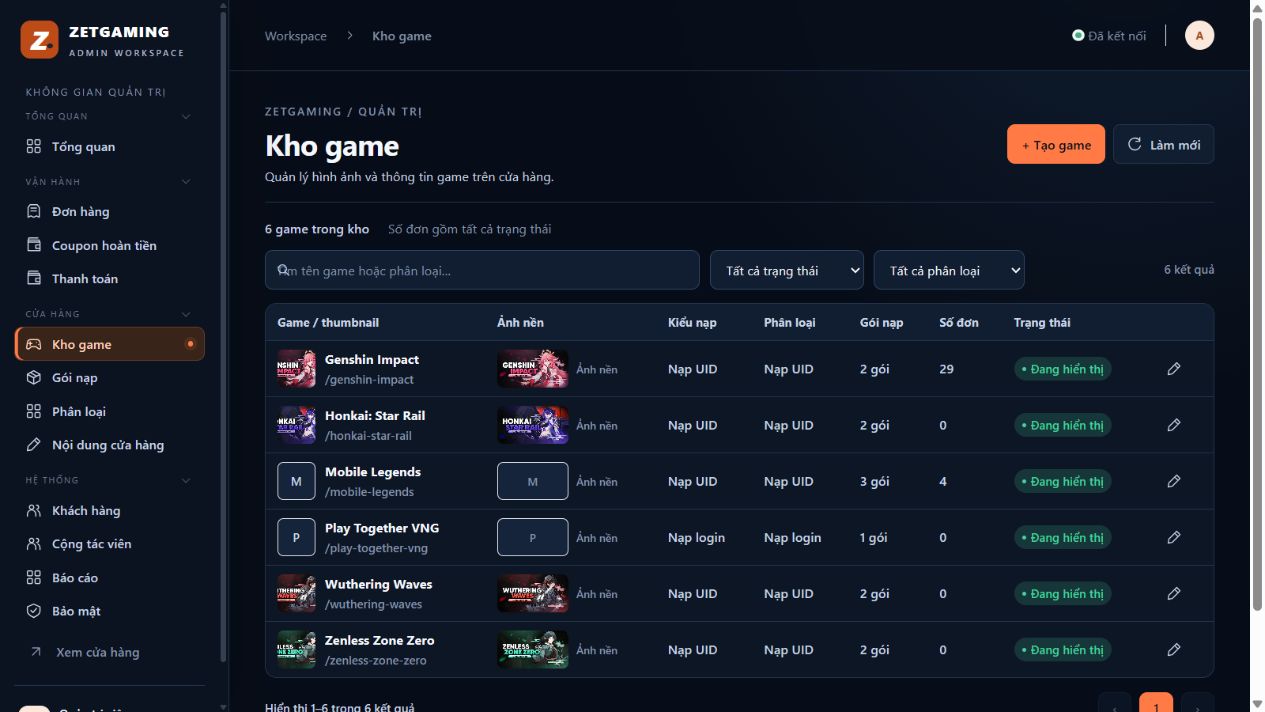 ZETGAMING
ADMIN WORKSPACE
KHÔNG GIAN QUẢN TRỊ
TỔNG QUAN
Tổng quan
VẬN HÀNH
Đơn hàng
Coupon hoàn tiền
Thanh toán
CỬA HÀNG
Kho game
Gói nạp
Phân loại
Nội dung cửa hàng
HỆ THỐNG
Khách hàng
Cộng tác viên
Báo cáo
Bảo mật
Xem cửa hàng
Workspace > Kho game
Đã kết nối
A
ZETGAMING / QUẢN TRỊ
Kho game
Quản lý hình ảnh và thông tin game trên cửa hàng.
+ Tạo game
Làm mới
6 game trong kho Số đơn gồm tất cả trạng thái
Tìm tên game hoặc phân loại...
Tất cả trạng thái
Tất cả phân loại
6 kết quả
Game / thumbnail Ảnh nền Kiểu nạp Phân loại Gói nạp Số đơn Trạng thái
Genshin Impact
/genshin-impact
GENSHIN IMPACT
Ảnh nền Nạp UID Nạp UID 2 gói 29 • Đang hiển thị
Honkai: Star Rail
/honkai-star-rail
HONKAI STAR RAIL
Ảnh nền Nạp UID Nạp UID 2 gói 0 • Đang hiển thị
M
Mobile Legends
/mobile-legends
M
Ảnh nền Nạp UID Nạp UID 3 gói 4 • Đang hiển thị
P
Play Together VNG
/play-together-vng
P
Ảnh nền Nạp login Nạp login 1 gói 0 • Đang hiển thị
Wuthering Waves
/wuthering-waves
WUTHERING WAVES
Ảnh nền Nạp UID Nạp UID 2 gói 0 • Đang hiển thị
Zenless Zone Zero
/zenless-zone-zero
ZENLESS ZONE ZERO
Ảnh nền Nạp UID Nạp UID 2 gói 0 • Đang hiển thị
Hiển thị 1–6 trong 6 kết quả
‹ 1 ›